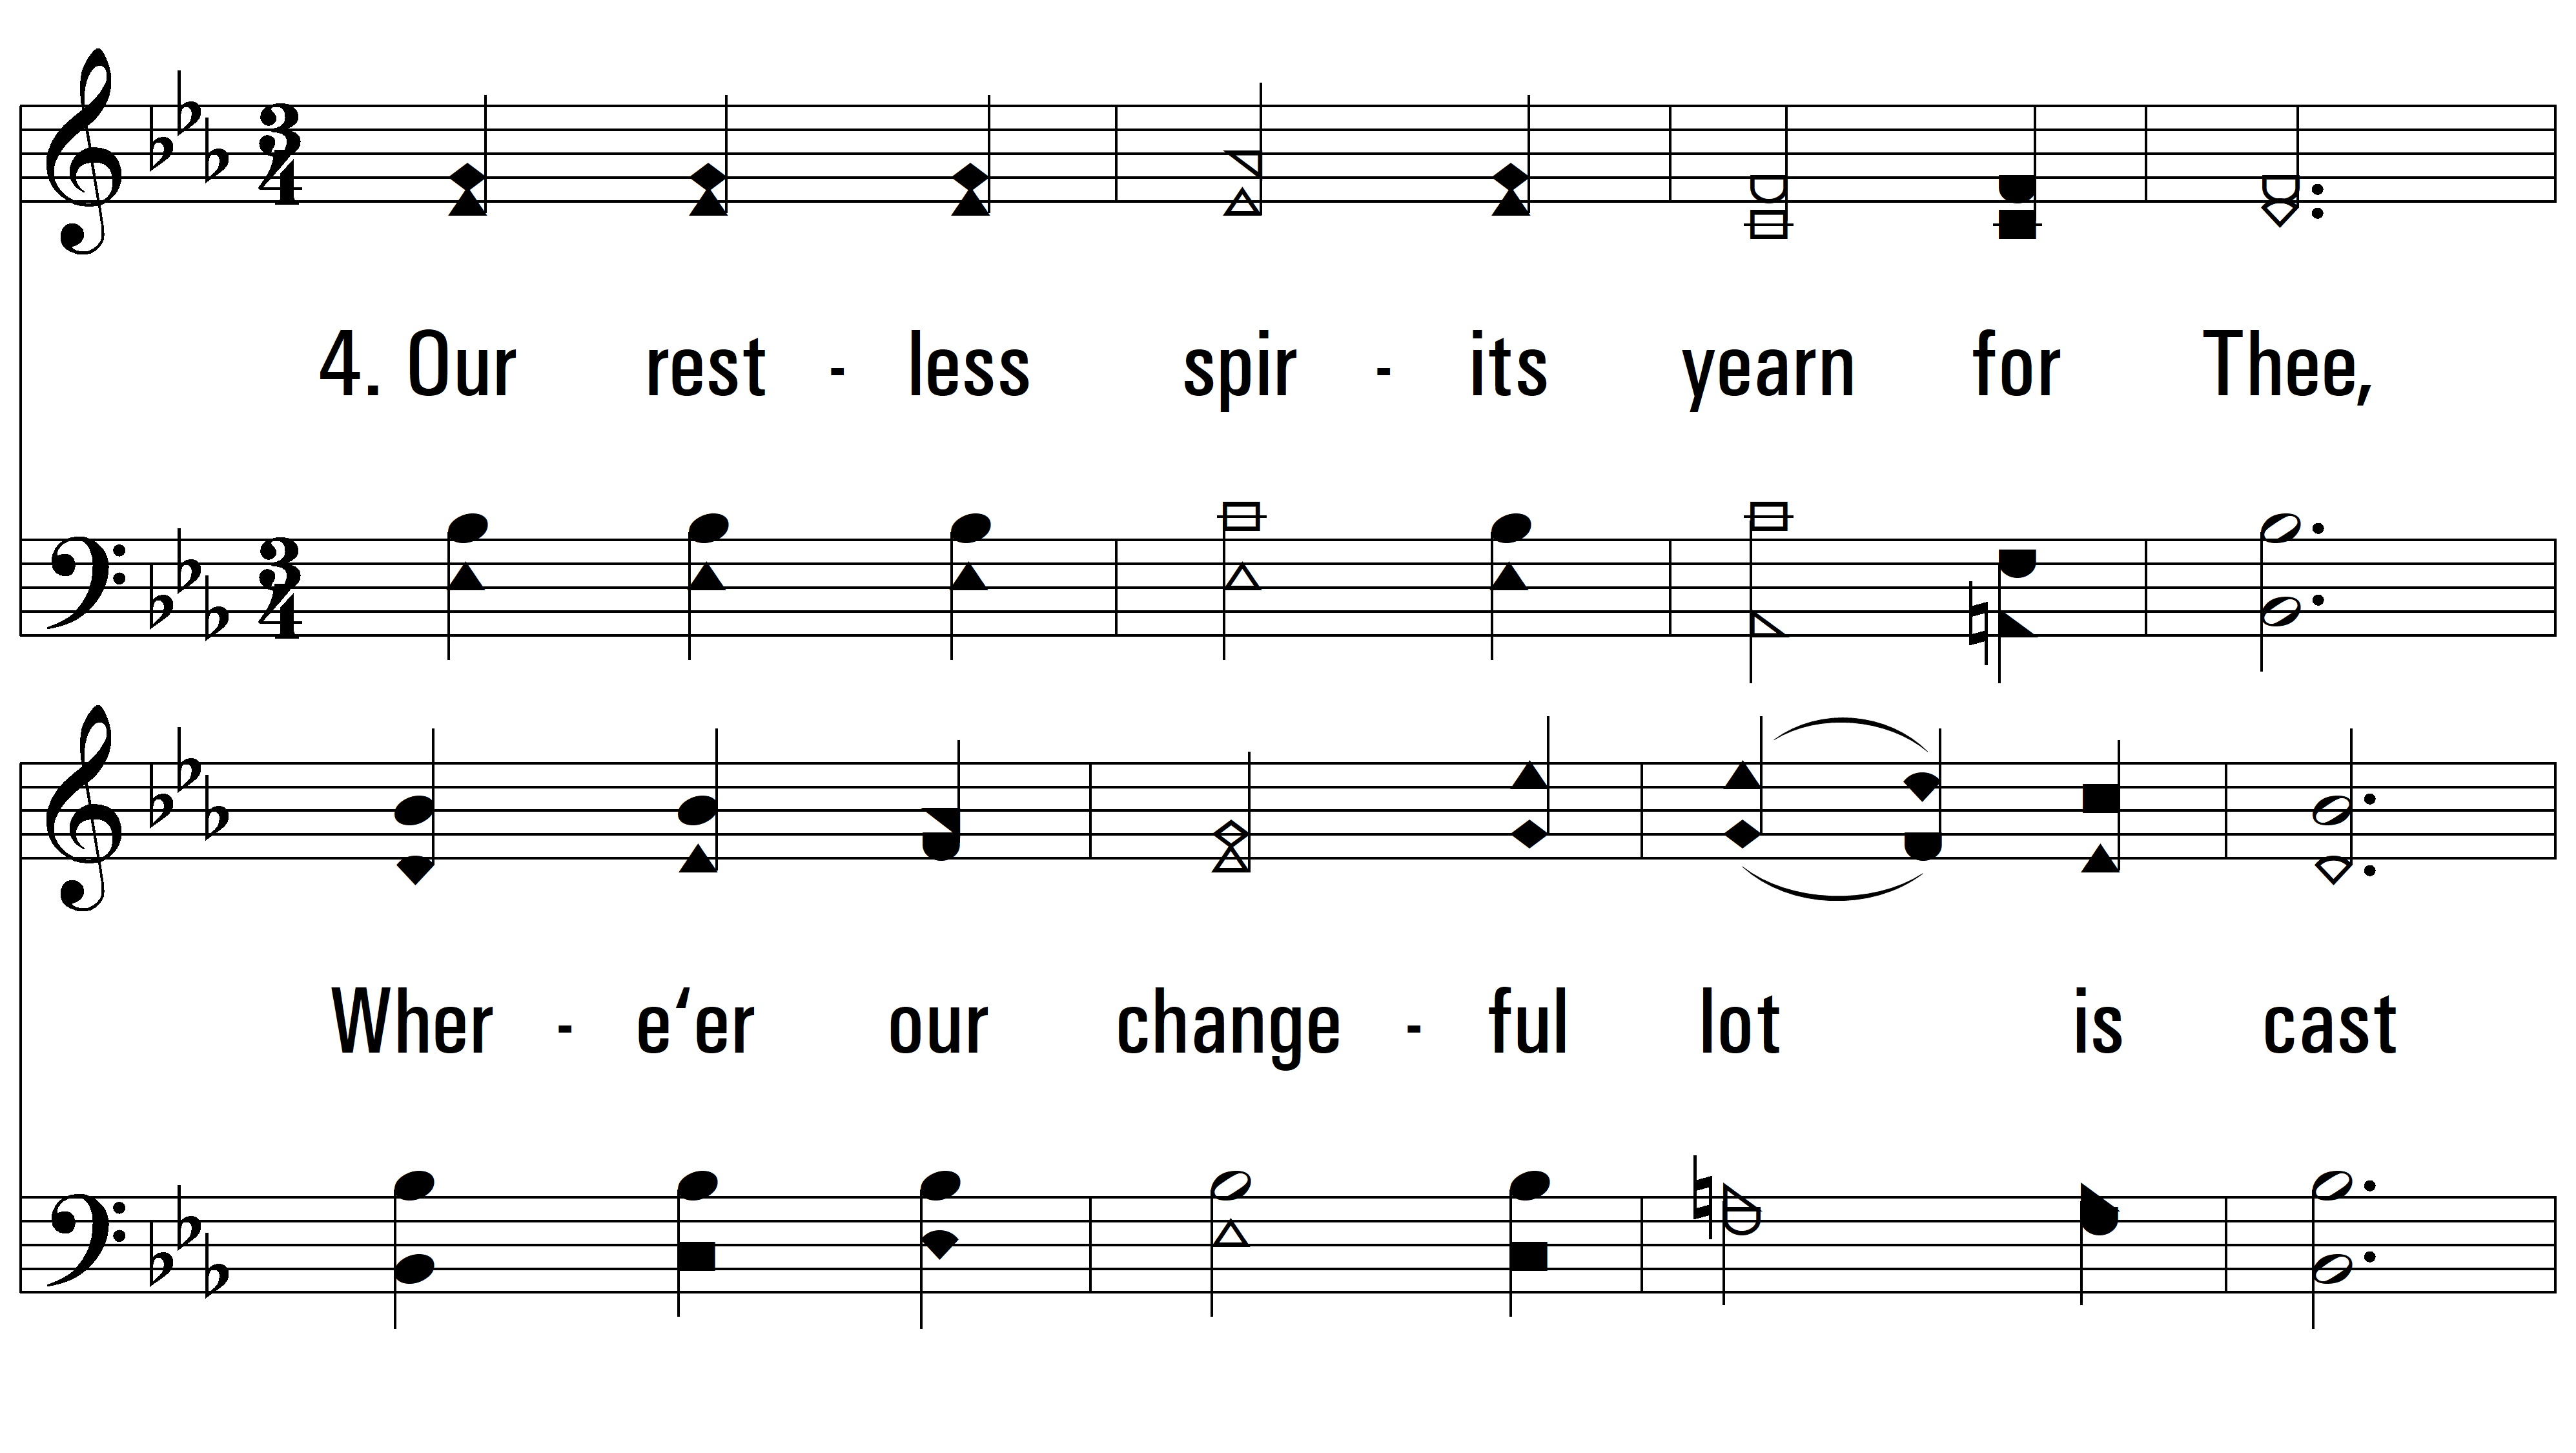 4. Our rest - less spir - its yearn for Thee,
Wher - e‘er our change - ful lot is cast